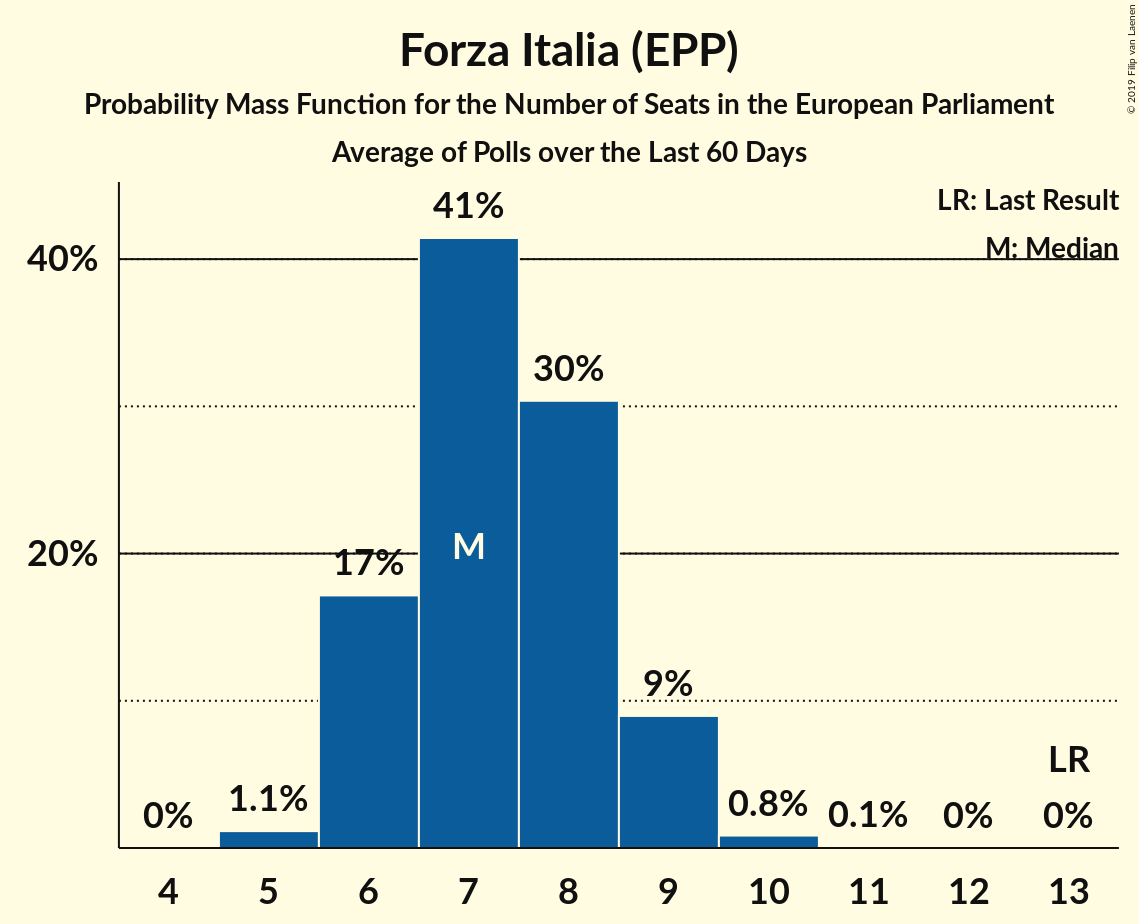 Forza Italia (EPP)
Probability Mass Function for the Number of Seats in the European Parliament
Average of Polls over the Last 60 Days
© 2019 Filip van Laenen
LR: Last Result
M: Median
41%
40%
30%
M
20%
17%
9%
LR
0%
1.1%
0.8%
0.1%
0%
0%
4 5 6 7 8 9 10 11 12 13